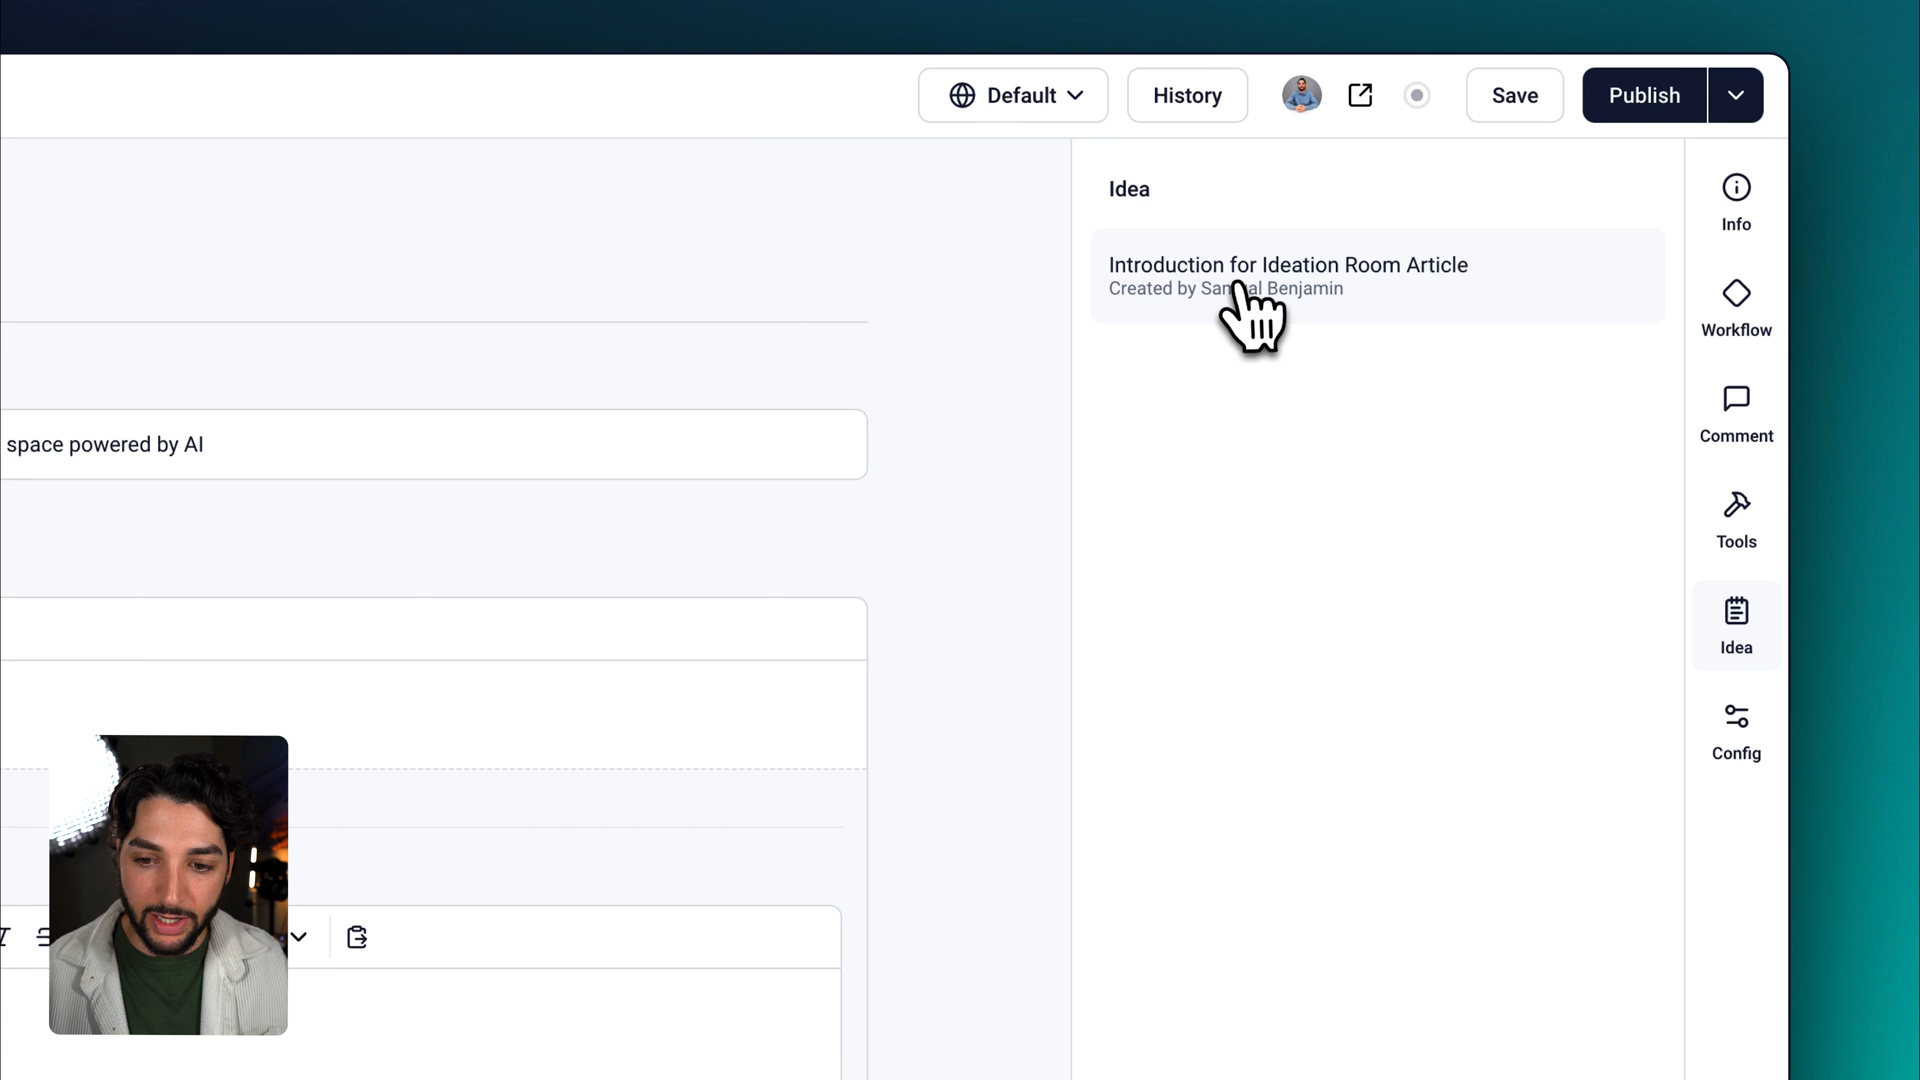 Default
History
Save
Publish
Idea
Introduction for Ideation Room Article
Created by Benjamin
Info
Workflow
Comment
Tools
Idea
Config
space powered by AI